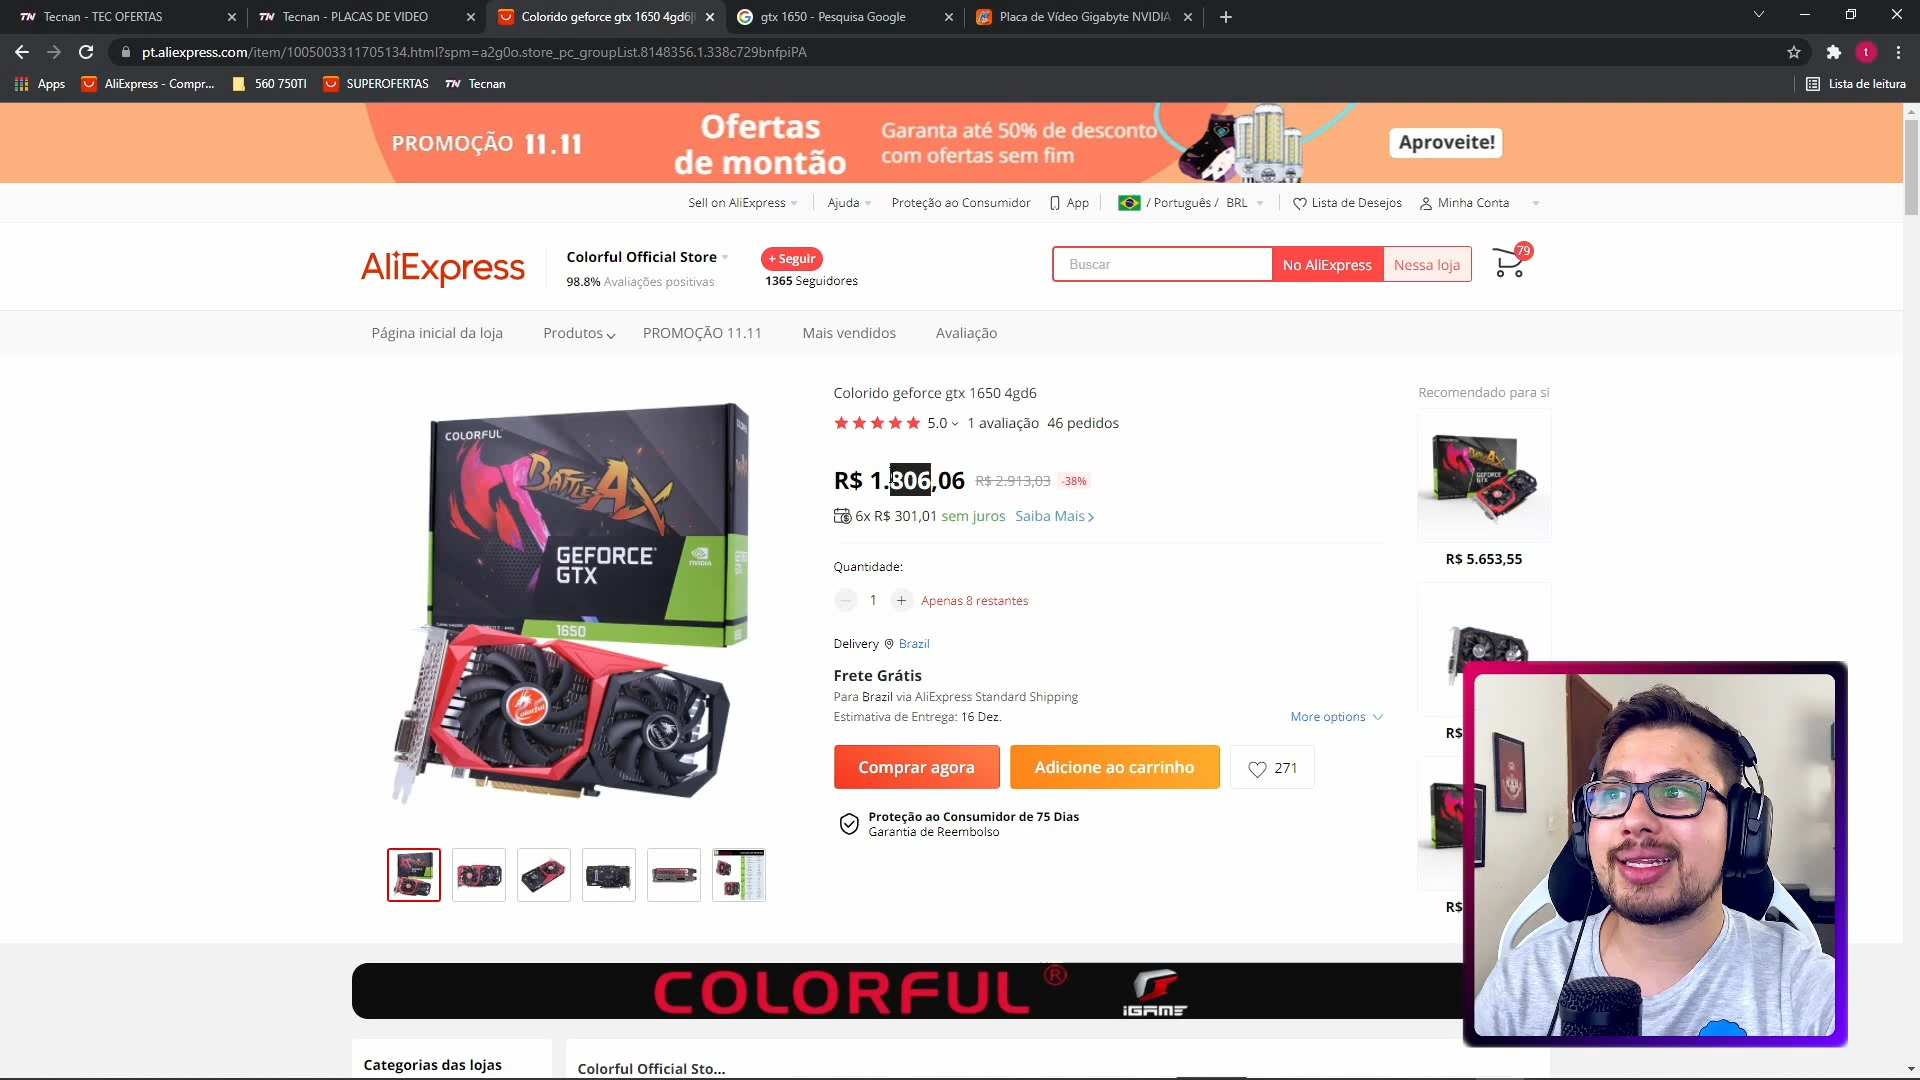 TN Tecnan - TEC OFERTAS
TN Tecnan - PLACAS DE VIDEO
Colorido geforce gtx 1650 4gd6|
gtx 1650 - Pesquisa Google
Placa de Vídeo Gigabyte NVIDIA
pt.aliexpress.com/item/1005003311705134.html?spm=a2g0o.store_pc_groupList.8148356.1.338c729bnfpiPA
t
Apps
AliExpress - Compr...
560 750TI
SUPEROFERTAS
TN Tecnan
Lista de leitura
PROMOÇÃO 11.11
Ofertas
de montão
Garanta até 50% de desconto
com ofertas sem fim
Aproveite!
Sell on AliExpress
Ajuda
Proteção ao Consumidor
App
/ Português / BRL
Lista de Desejos
Minha Conta
AliExpress
Colorful Official Store
98.8% Avaliações positivas
+ Seguir
1365 Seguidores
Buscar
No AliExpress
Nessa loja
79
Página inicial da loja
Produtos
PROMOÇÃO 11.11
Mais vendidos
Avaliação
COLORFUL
BATTLE-AX
GEFORCE
GTX
NVIDIA
1650
Colorful
Colorido geforce gtx 1650 4gd6
5.0 1 avaliação 46 pedidos
R$ 1.806,06 R$ 2.913,03 -38%
6x R$ 301,01 sem juros Saiba Mais
Quantidade:
1 + Apenas 8 restantes
Delivery Brazil
Frete Grátis
Para Brazil via AliExpress Standard Shipping
Estimativa de Entrega: 16 Dez.
More options
Comprar agora
Adicione ao carrinho
271
Proteção ao Consumidor de 75 Dias
Garantia de Reembolso
Recomendado para si
R$ 5.653,55
R$
R$
COLORFUL®
iGAME
Categorias das lojas
Colorful Official Sto...